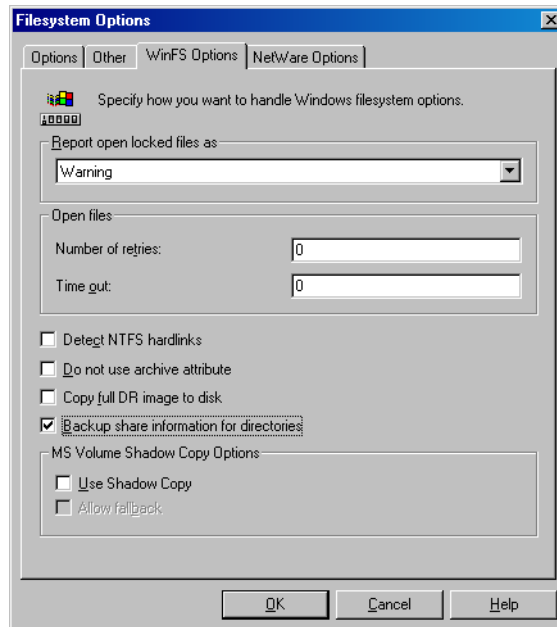 Filesystem Options
Options
Other
WinFS Options
NetWare Options
Specify how you want to handle Windows filesystem options.
Report open locked files as
Warning
Open files
Number of retries:
0
Time out:
0
Detect NTFS hardlinks
Do not use archive attribute
Copy full DR image to disk
Backup share information for directories
MS Volume Shadow Copy Options
Use Shadow Copy
Allow fallback
OK
Cancel
Help